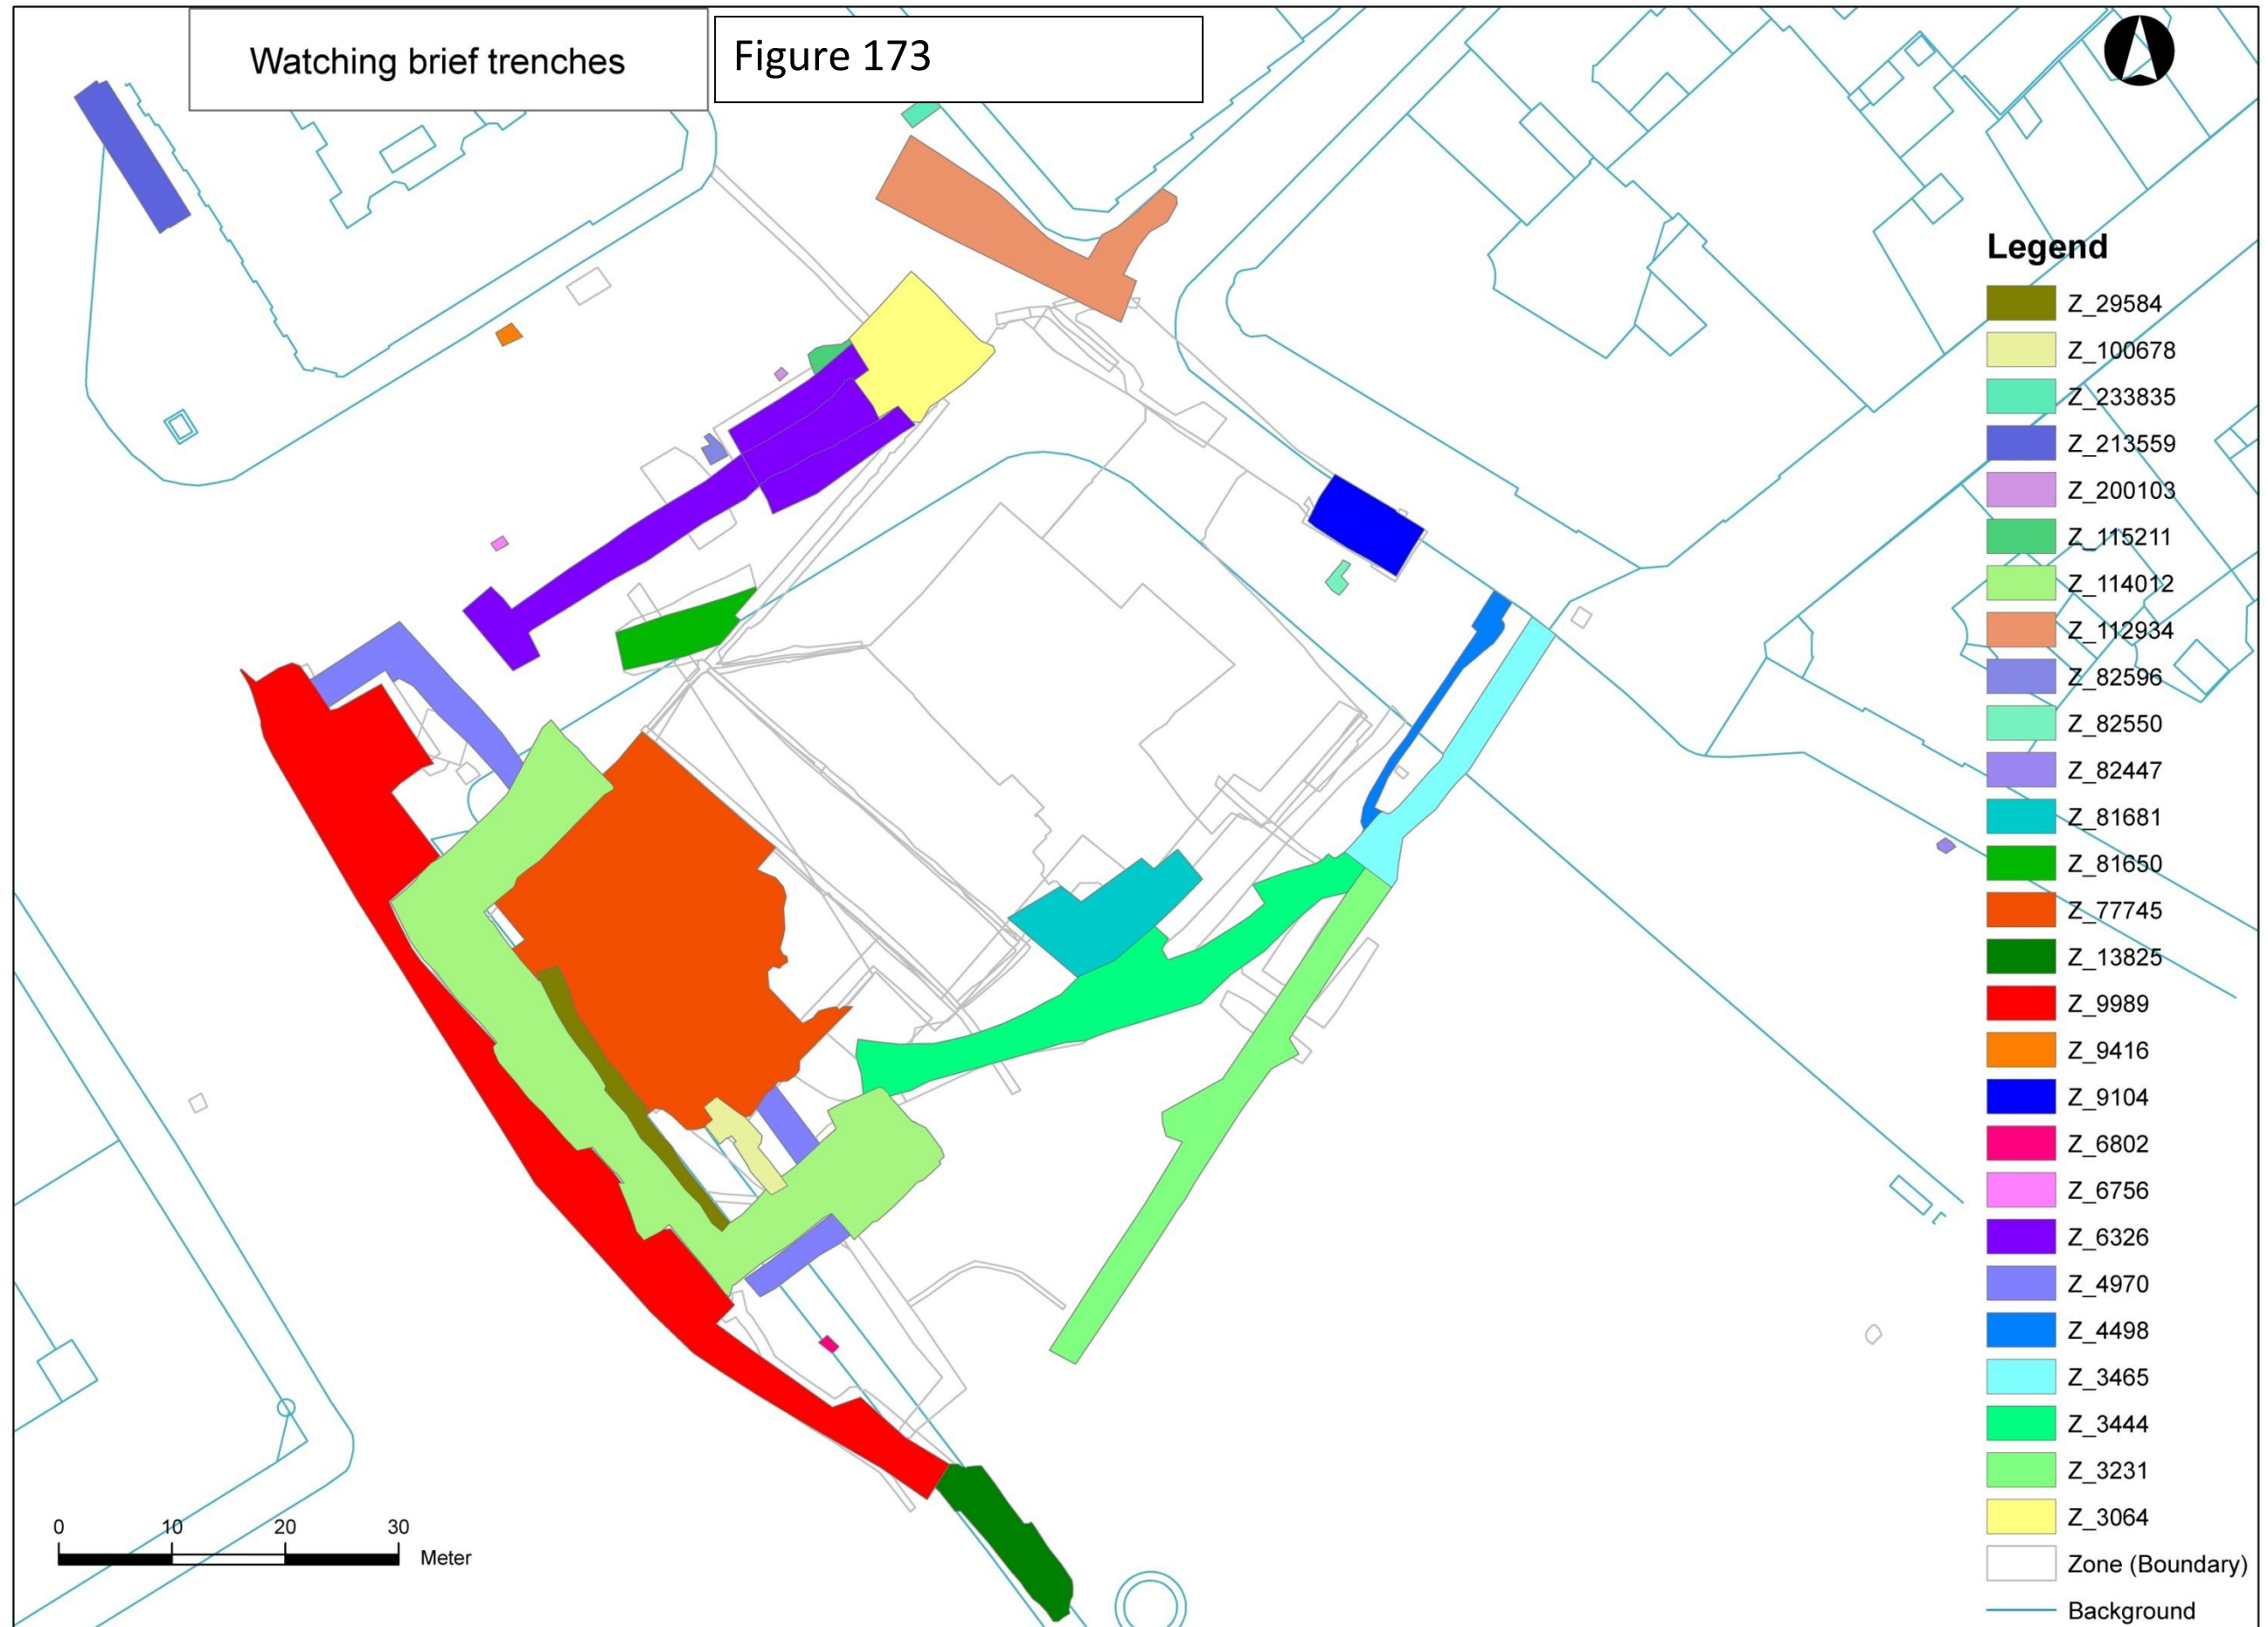 Watching brief trenches
Figure 173
Legend
Z_29584
Z_100678
Z_233835
Z_213559
Z_200103
Z_115211
Z_114012
Z_112934
Z_82596
Z_82550
Z_82447
Z_81681
Z_81650
Z_77745
Z_13825
Z_9989
Z_9416
Z_9104
Z_6802
Z_6756
Z_6326
Z_4970
Z_4498
Z_3465
Z_3444
Z_3231
Z_3064
Zone (Boundary)
Background
0 10 20 30
Meter